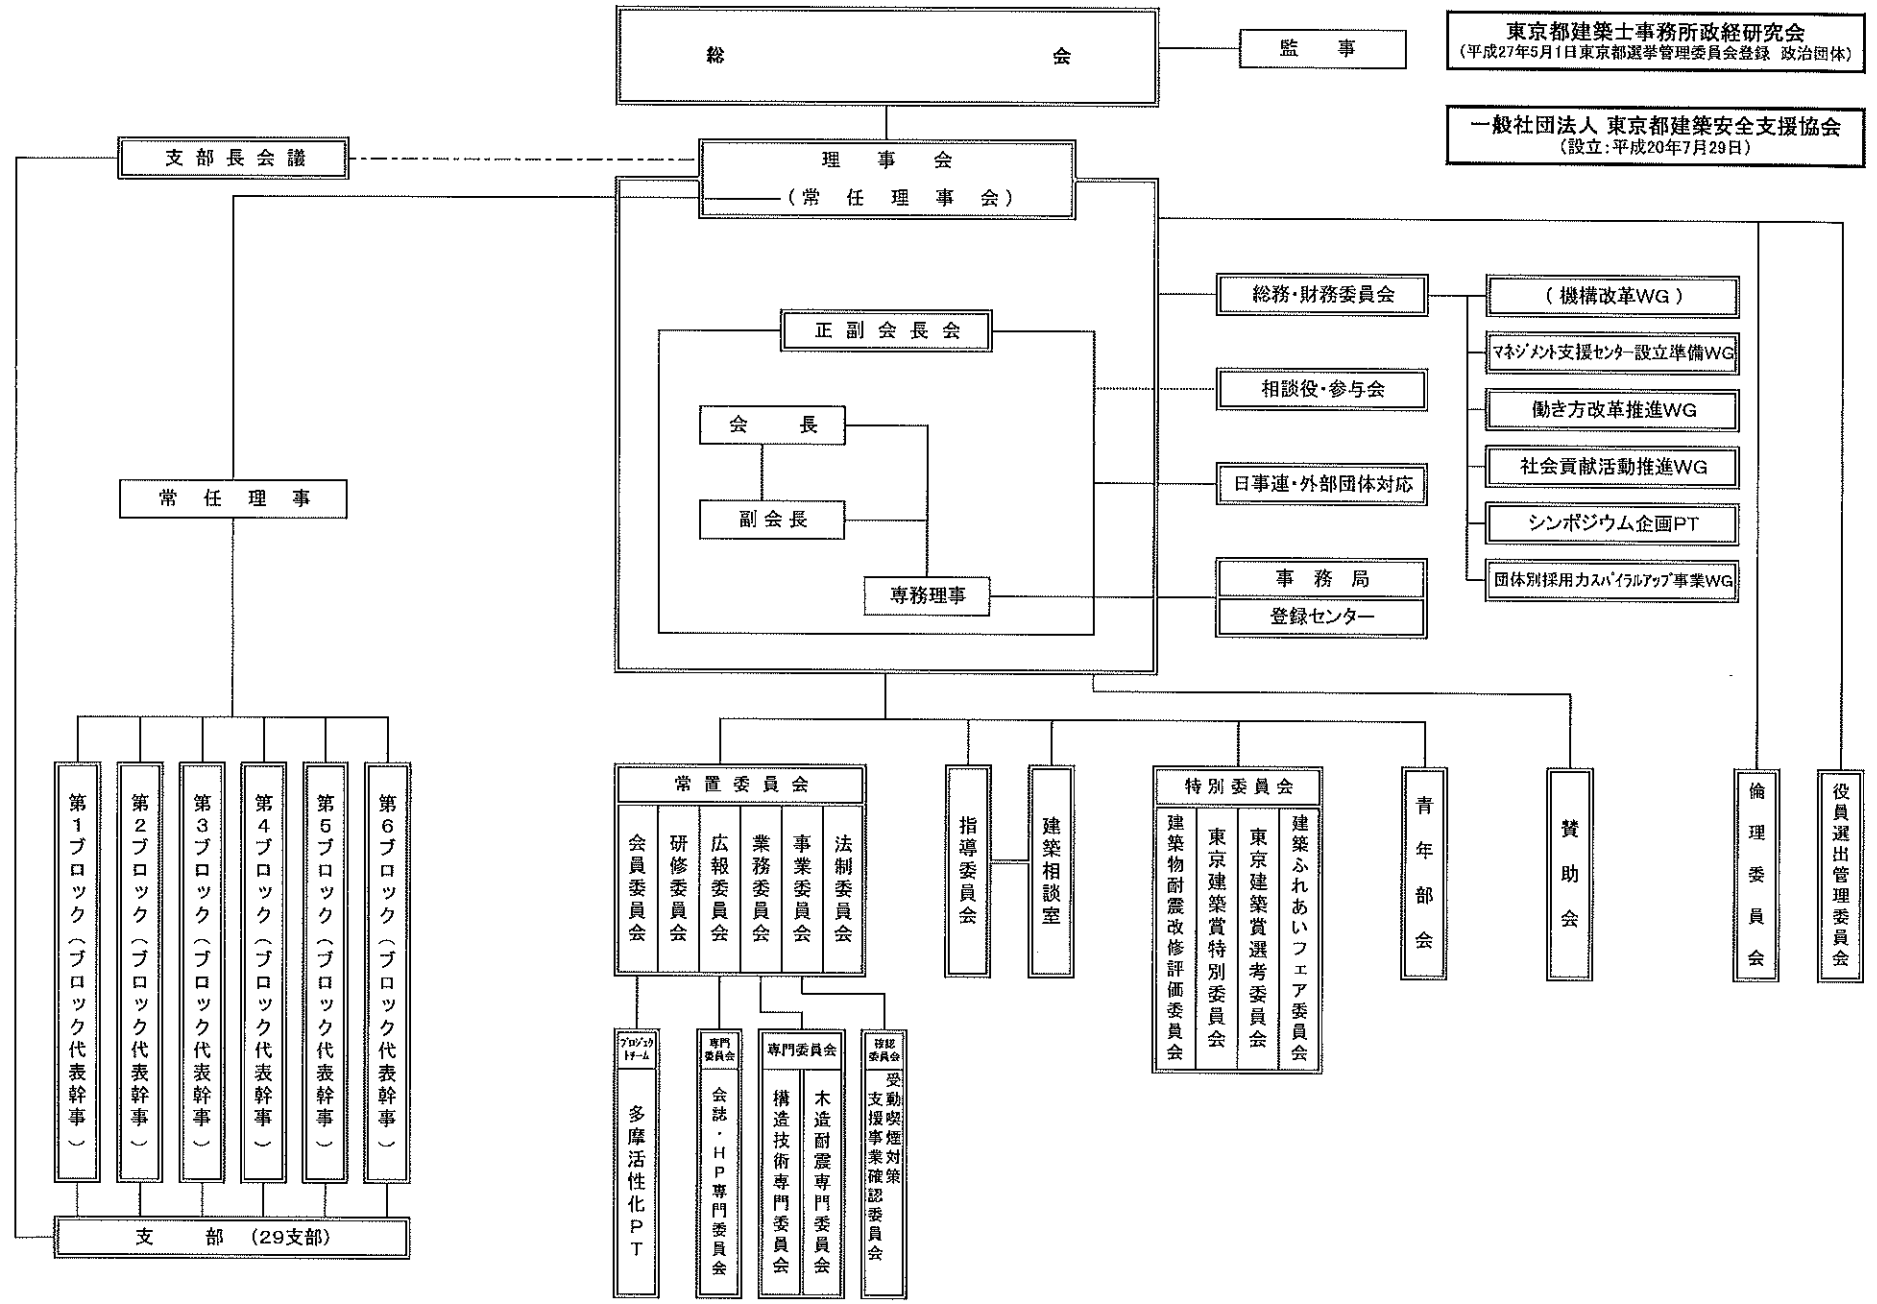 総　会
監　事
東京都建築士事務所政経研究会
(平成27年5月1日東京都選挙管理委員会登録 政治団体)
一般社団法人 東京都建築安全支援協会
(設立:平成20年7月29日)
支部長会議
理　事　会
(常　任　理　事　会)
総務・財務委員会
(機構改革WG)
マネジメント支援センター設立準備WG
働き方改革推進WG
社会貢献活動推進WG
シンポジウム企画PT
団体別採用力スパイラルアップ事業WG
正副会長会
相談役・参与会
会　長
副会長
専務理事
日事連・外部団体対応
事　務　局
登録センター
常　任　理　事
第1ブロック(ブロック代表幹事)
第2ブロック(ブロック代表幹事)
第3ブロック(ブロック代表幹事)
第4ブロック(ブロック代表幹事)
第5ブロック(ブロック代表幹事)
第6ブロック(ブロック代表幹事)
支　部　(29支部)
常置委員会
会員委員会
研修委員会
広報委員会
業務委員会
事業委員会
法制委員会
プロジェク
トチーム
多摩活性化PT
専門
委員会
会誌・HP専門委員会
専門委員会
構造技術専門委員会
木造耐震専門委員会
確認
委員会
受動喫煙対策
支援事業確認委員会
指導委員会
建築相談室
特別委員会
建築物耐震改修評価委員会
東京建築賞特別委員会
東京建築賞選考委員会
建築ふれあいフェア委員会
青年部会
賛助会
倫理委員会
役員選出管理委員会